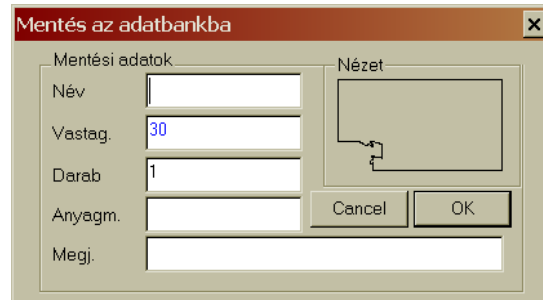 Mentés az adatbankba
Mentési adatok
Nézet
Név
Vastag. 30
Darab 1
Anyagm.
Cancel OK
Megj.